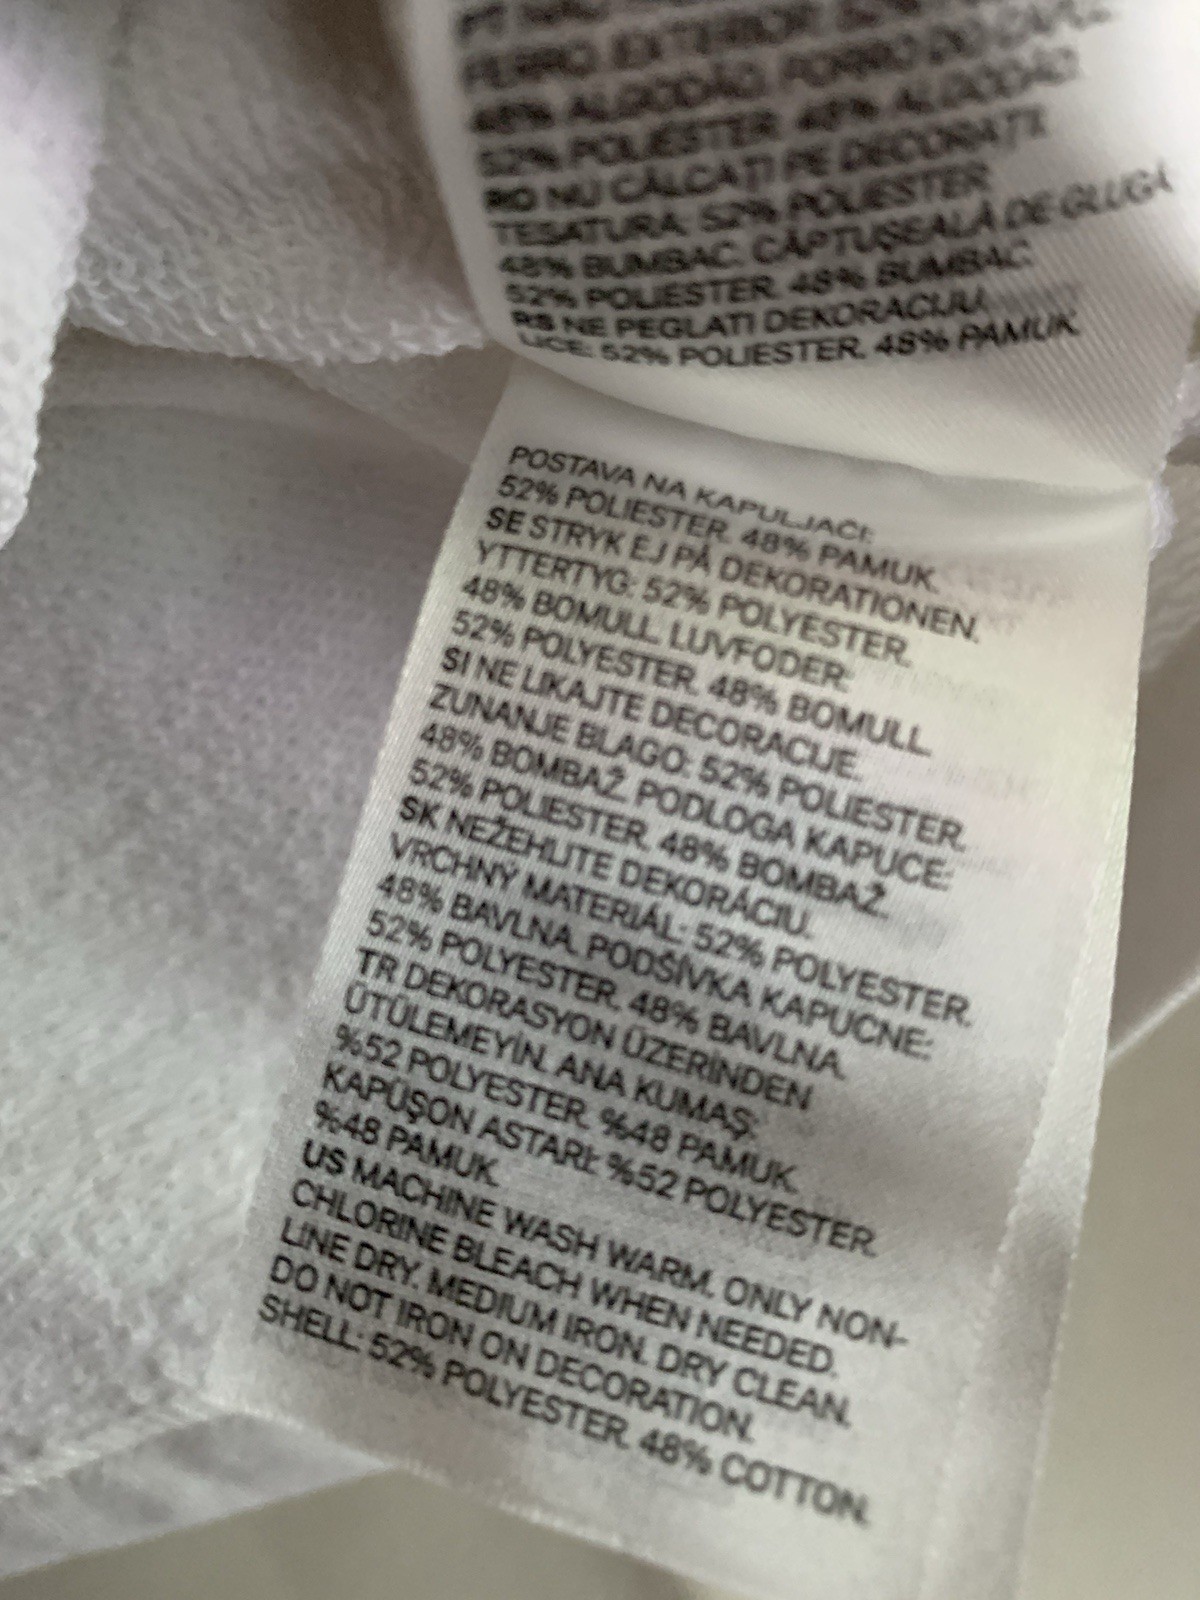 FERRO. EXTERIOR: 52%
48% ALGODÃO. FORRO DO CAPUZ:
52% POLIÉSTER. 48% ALGODÃO.
RO NU CĂLCAȚI PE DECORAȚII.
ȚESĂTURA: 52% POLIESTER.
48% BUMBAC. CĂPTUȘEALĂ DE GLUGĂ
52% POLIESTER. 48% BUMBAC.
RS NE PEGLATI DEKORACIJU.
LICE: 52% POLIESTER. 48% PAMUK.
POSTAVA NA KAPULJAČI:
52% POLIESTER. 48% PAMUK.
SE STRYK EJ PÅ DEKORATIONEN.
YTTERTYG: 52% POLYESTER.
48% BOMULL. LUVFODER:
52% POLYESTER. 48% BOMULL.
SI NE LIKAJTE DECORACIJE.
ZUNANJE BLAGO: 52% POLIESTER.
48% BOMBAŽ. PODLOGA KAPUCE:
52% POLIESTER. 48% BOMBAŽ.
SK NEŽEHLITE DEKORÁCIU.
VRCHNÝ MATERIÁL: 52% POLYESTER.
48% BAVLNA. PODŠÍVKA KAPUCNE:
52% POLYESTER. 48% BAVLNA.
TR DEKORASYON ÜZERİNDEN
ÜTÜLEMEYİN. ANA KUMAŞ:
%52 POLYESTER. %48 PAMUK.
KAPÜŞON ASTARI: %52 POLYESTER.
%48 PAMUK.
US MACHINE WASH WARM. ONLY NON-
CHLORINE BLEACH WHEN NEEDED.
LINE DRY. MEDIUM IRON. DRY CLEAN.
DO NOT IRON ON DECORATION.
SHELL: 52% POLYESTER. 48% COTTON.